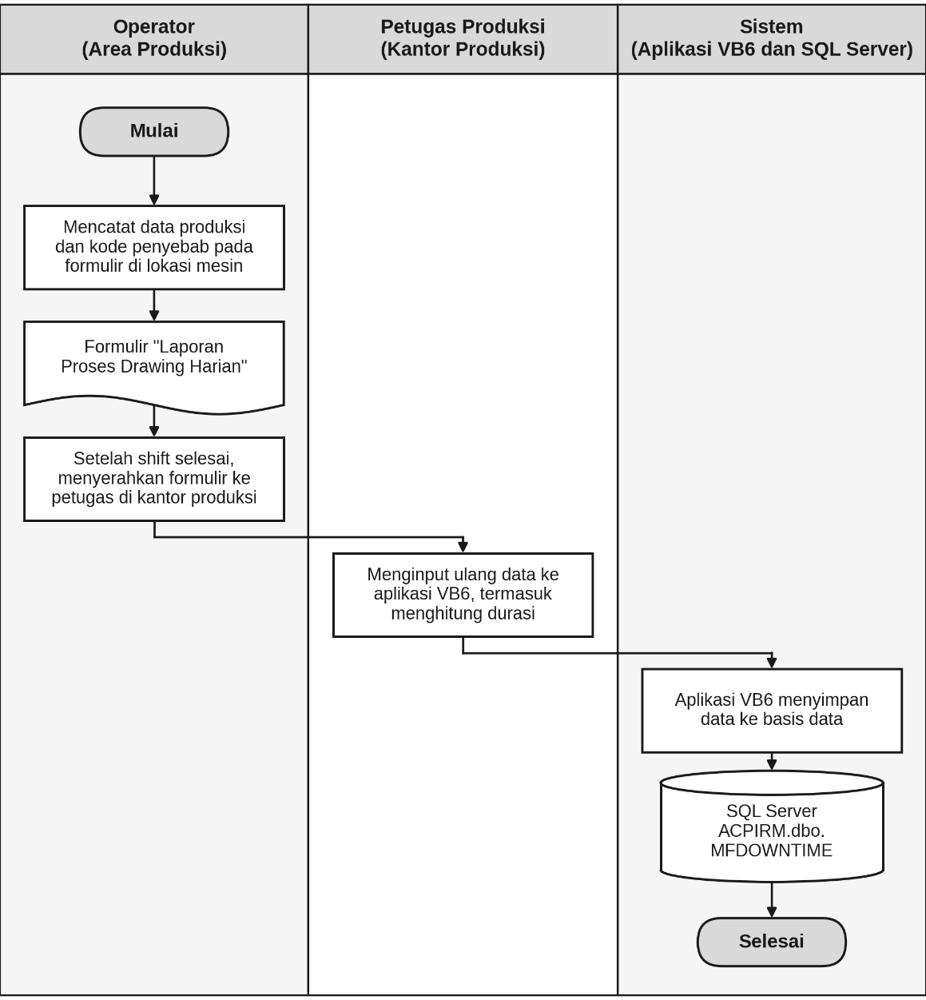 Operator
(Area Produksi)
Petugas Produksi
(Kantor Produksi)
Sistem
(Aplikasi VB6 dan SQL Server)
Mulai
Mencatat data produksi
dan kode penyebab pada
formulir di lokasi mesin
Formulir "Laporan
Proses Drawing Harian"
Setelah shift selesai,
menyerahkan formulir ke
petugas di kantor produksi
Menginput ulang data ke
aplikasi VB6, termasuk
menghitung durasi
Aplikasi VB6 menyimpan
data ke basis data
SQL Server
ACPIRM.dbo.
MFDOWNTIME
Selesai